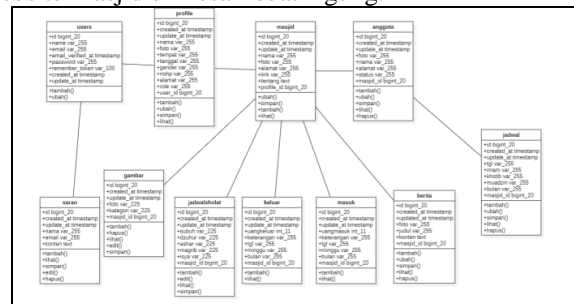 users
+id bigint_20
+name var_255
+email var_255
+email_verified_at timestamp
+password var_255
+remember_token var_100
+created_at timestamp
+update_at timestamp
+tambah()
+ubah()
profile
+id bigint_20
+created_at timestamp
+update_at timestamp
+nama var_255
+foto var_255
+tempat var_255
+tanggal var_255
+gender var_255
+nohp var_255
+alamat var_255
+role var_255
+user_id bigint_20
+tambah()
+ubah()
+simpan()
+lihat()
masjid
+id bigint_20
+created_at timestamp
+update_at timestamp
+nama var_255
+foto var_255
+alamat var_255
+link var_255
+tentang text
+profile_id bigint_20
+ubah()
+simpan()
+tambah()
+lihat()
anggota
+id bigint_20
+created_at timestamp
+update_at timestamp
+foto var_255
+nama var_255
+alamat var_255
+status var_255
+masjid_id bigint_20
+tambah()
+ubah()
+simpan()
+lihat()
+hapus()
jadwal
+id bigint_20
+created_at timestamp
+update_at timestamp
+tgl var_255
+imam var_255
+khotib var_255
+muadzin var_255
+bulan var_255
+masjid_id bigint_20
+tambah()
+ubah()
+simpan()
+lihat()
+hapus()
saran
+id bigint_20
+created_at timestamp
+update_at timestamp
+nama var_255
+email var_255
+konten text
+tambah()
+lihat()
+simpan()
+edit()
+hapus()
gambar
+id bigint_20
+created_at timestamp
+update_at timestamp
+foto var_225
+kategori var_225
+masjid_id bigint_20
+tambah()
+hapus()
+lihat()
+edit()
+simpan()
jadwalsholat
+id bigint_20
+created_at timestamp
+update_at timestamp
+subuh var_225
+dzuhur var_225
+ashar var_225
+magrib var_225
+isya var_225
+masjid_id bigint_20
+tambah()
+edit()
+lihat()
+hapus()
+simpan()
keluar
+id bigint_20
+created_at timestamp
+update_at timestamp
+uangkeluar int_11
+keterangan var_255
+tgl var_255
+minggu var_255
+bulan var_255
+masjid_id bigint_20
+tambah()
+simpan()
+lihat()
masuk
+id bigint_20
+created_at timestamp
+update_at timestamp
+uangmasuk int_11
+keterangan var_255
+tgl var_255
+minggu var_255
+bulan var_255
+masjid_id bigint_20
+tambah()
+simpan()
+lihat()
berita
+id bigint_20
+created_at timestamp
+updated_at timestamp
+foto var_255
+judul var_255
+konten text
+masjid_id bigint_20
+tambah()
+ubah()
+simpan()
+lihat()
+hapus()